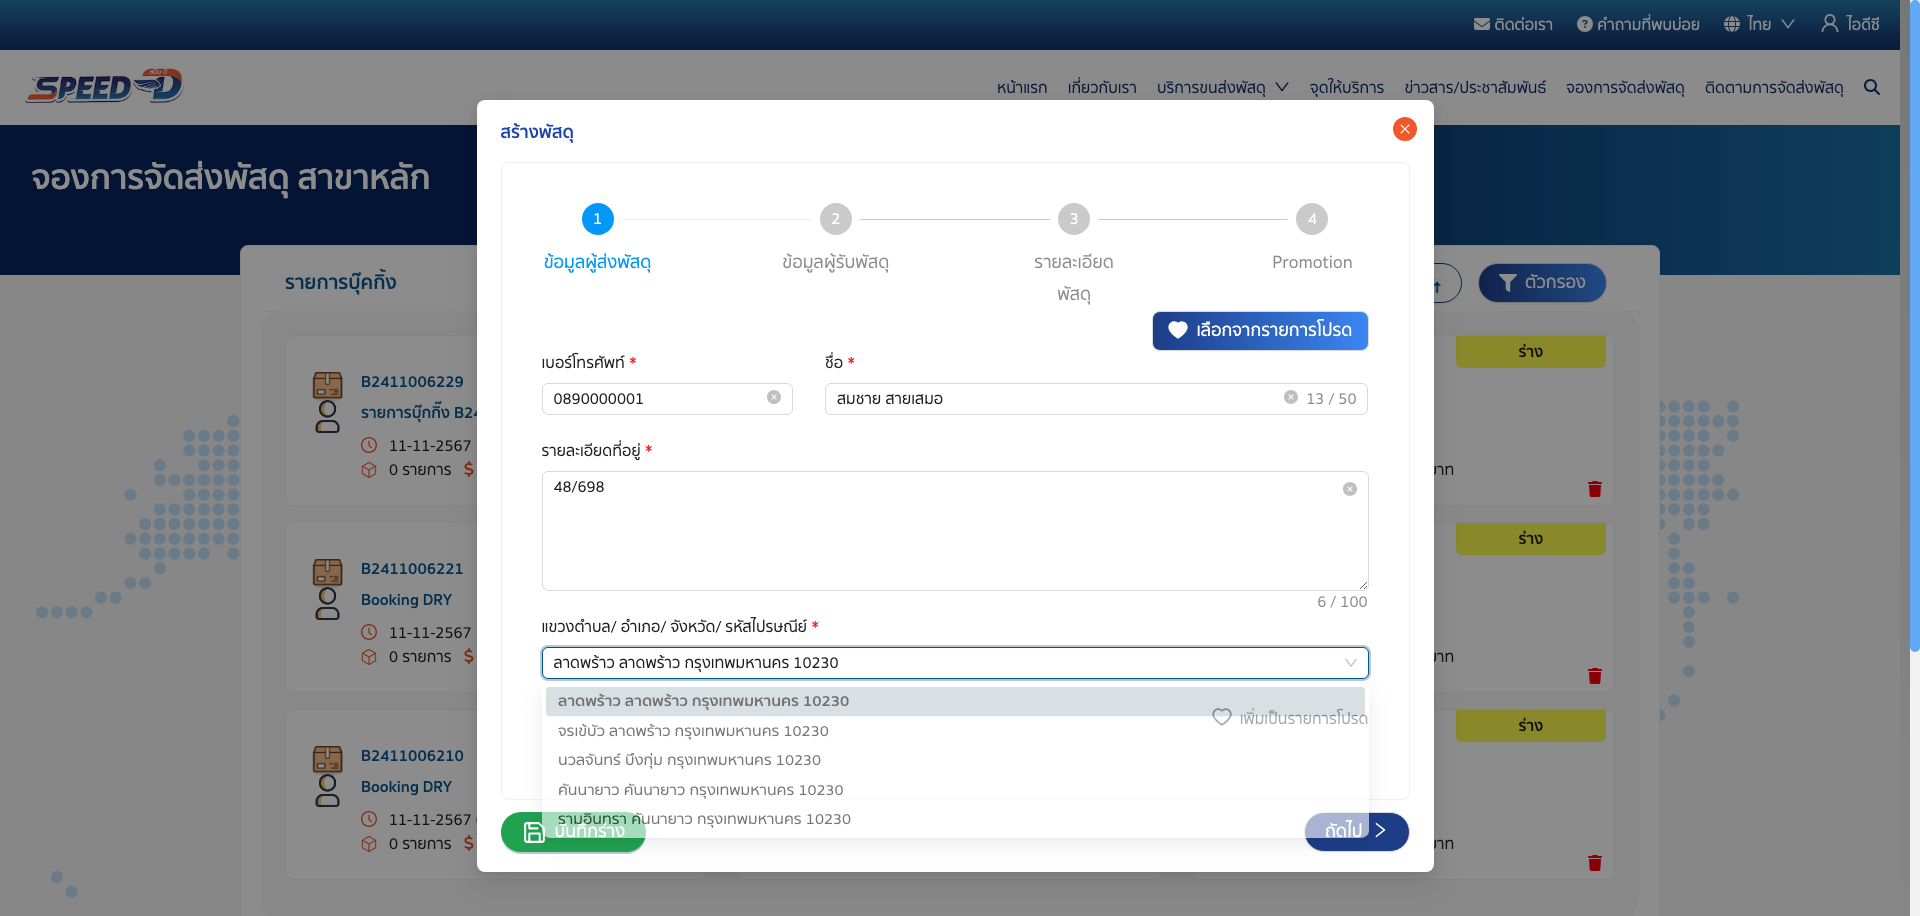 ติดต่อเรา คำถามที่พบบ่อย ไทย ไอดีซี
SPEED-D
หน้าแรก เกี่ยวกับเรา บริการขนส่งพัสดุ จุดให้บริการ ข่าวสาร/ประชาสัมพันธ์ จองการจัดส่งพัสดุ ติดตามการจัดส่งพัสดุ
จองการจัดส่งพัสดุ สาขาหลัก
รายการบุ๊คกิ้ง
ตัวกรอง
B2411006229
รายการบุ๊กกิ๊ง B24
11-11-2567
0 รายการ
ร่าง
B2411006221
Booking DRY
11-11-2567
0 รายการ
ร่าง
B2411006210
Booking DRY
11-11-2567
0 รายการ
ร่าง
สร้างพัสดุ
1 2 3 4
ข้อมูลผู้ส่งพัสดุ ข้อมูลผู้รับพัสดุ รายละเอียด Promotion
พัสดุ
เลือกจากรายการโปรด
เบอร์โทรศัพท์ * ชื่อ *
0890000001 สมชาย สายเสมอ 13 / 50
รายละเอียดที่อยู่ *
48/698
6 / 100
แขวงตำบล/ อำเภอ/ จังหวัด/ รหัสไปรษณีย์ *
ลาดพร้าว ลาดพร้าว กรุงเทพมหานคร 10230
ลาดพร้าว ลาดพร้าว กรุงเทพมหานคร 10230
เพิ่มเป็นรายการโปรด
จรเข้บัว ลาดพร้าว กรุงเทพมหานคร 10230
นวลจันทร์ บึงกุ่ม กรุงเทพมหานคร 10230
คันนายาว คันนายาว กรุงเทพมหานคร 10230
รามอินทรา คันนายาว กรุงเทพมหานคร 10230
บันทึกร่าง ถัดไป